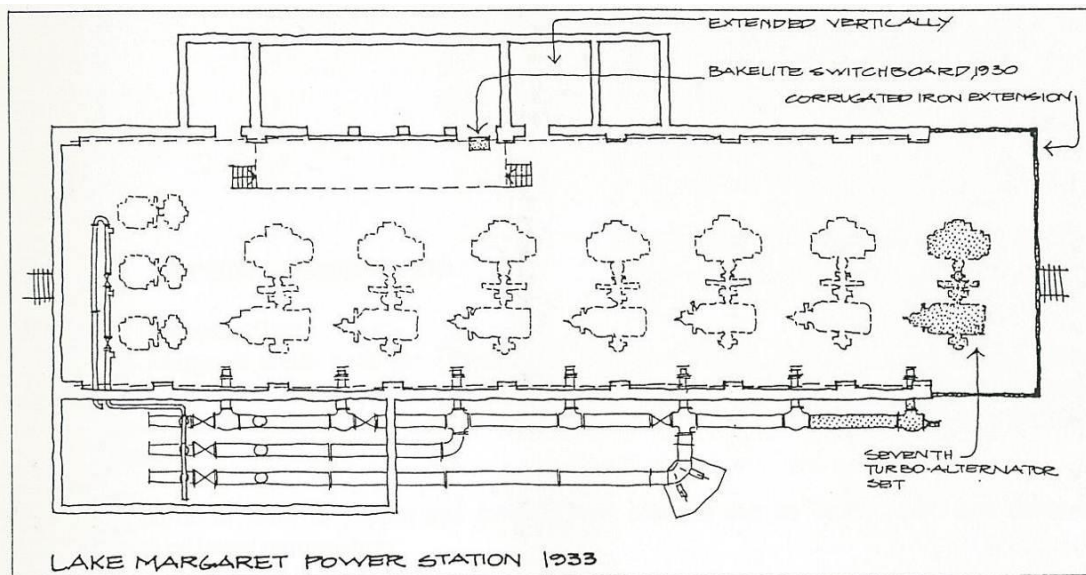 EXTENDED VERTICALLY
BAKELITE SWITCHBOARD, 1930
CORRUGATED IRON EXTENSION
SEVENTH
TURBO-ALTERNATOR
SET
LAKE MARGARET POWER STATION 1933